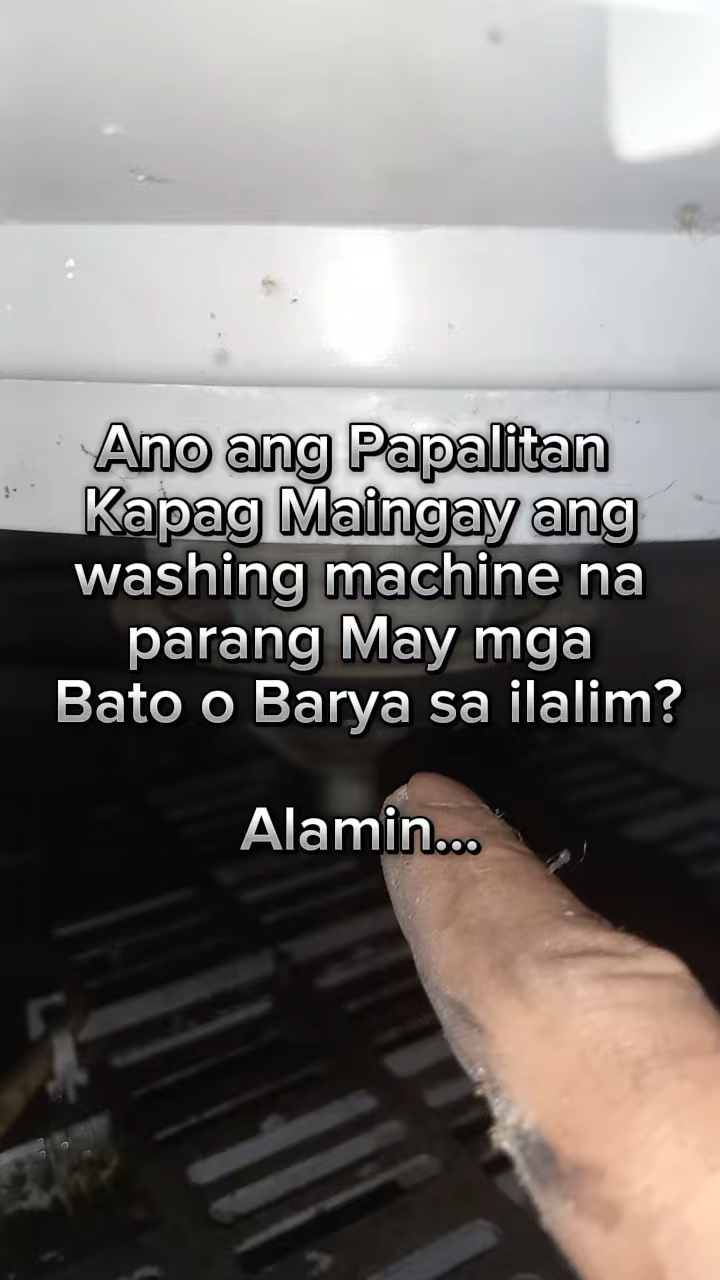 Ano ang Papalitan
Kapag Maingay ang
washing machine na
parang May mga
Bato o Barya sa ilalim?
Alamin...